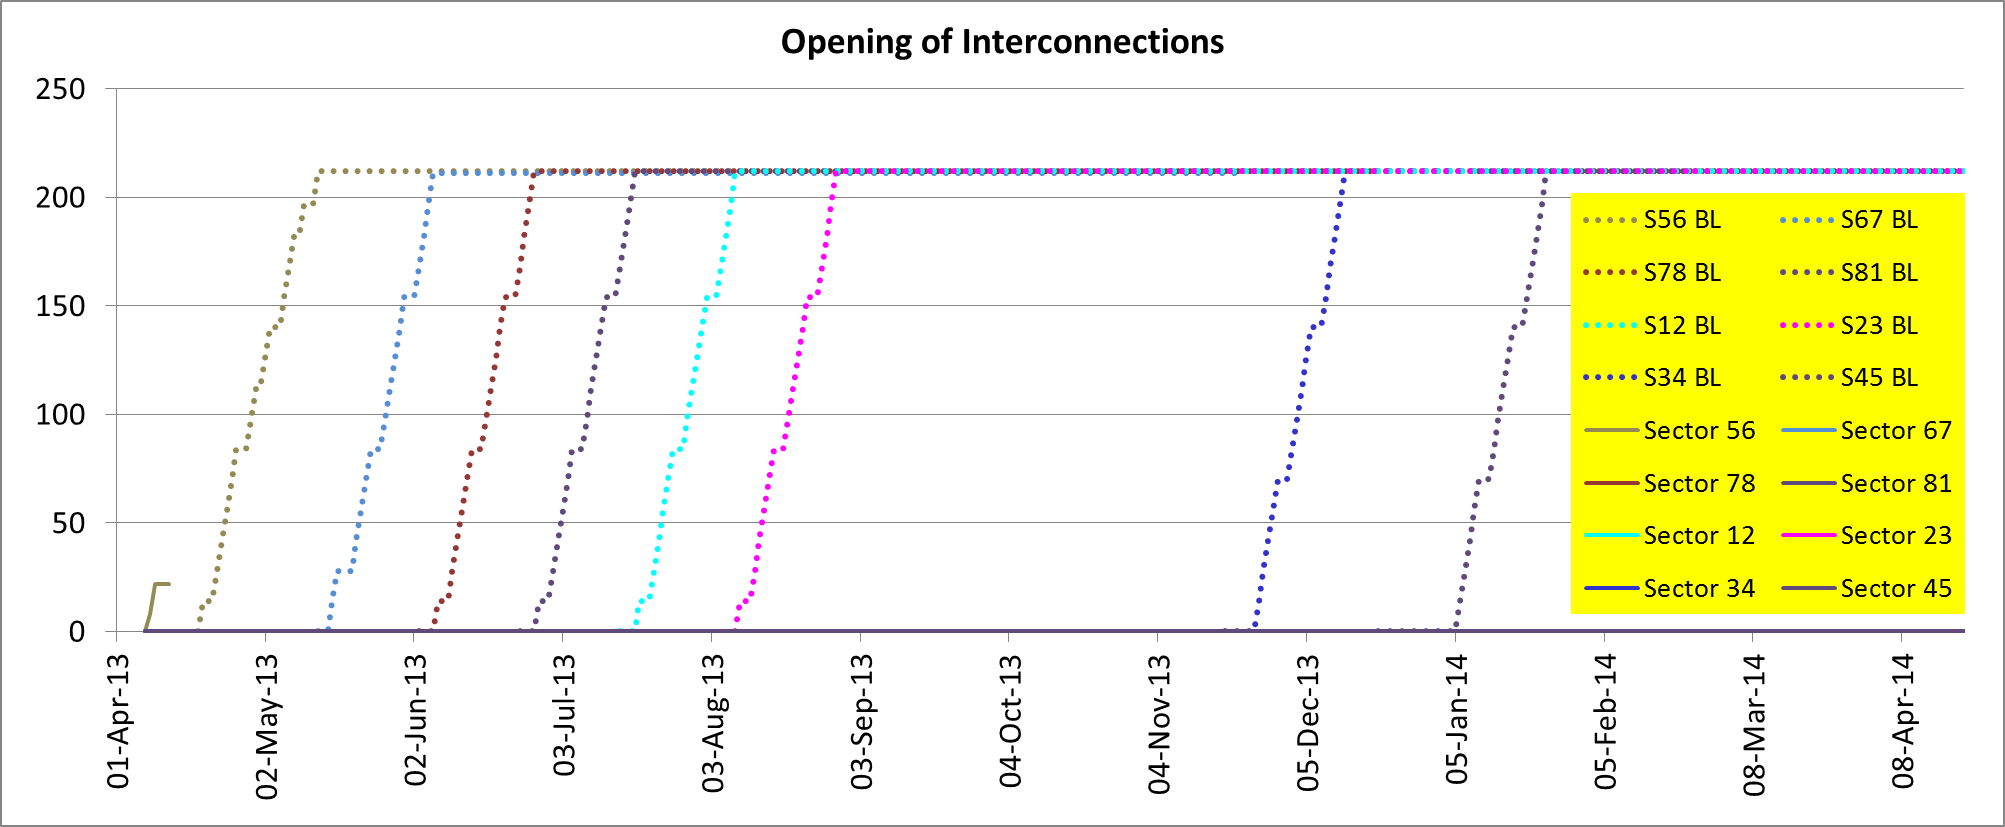 Opening of Interconnections
250
200
150
100
50
0
01-Apr-13
02-May-13
02-Jun-13
03-Jul-13
03-Aug-13
03-Sep-13
04-Oct-13
04-Nov-13
05-Dec-13
05-Jan-14
05-Feb-14
08-Mar-14
08-Apr-14
S56 BL
S67 BL
S78 BL
S81 BL
S12 BL
S23 BL
S34 BL
S45 BL
Sector 56
Sector 67
Sector 78
Sector 81
Sector 12
Sector 23
Sector 34
Sector 45